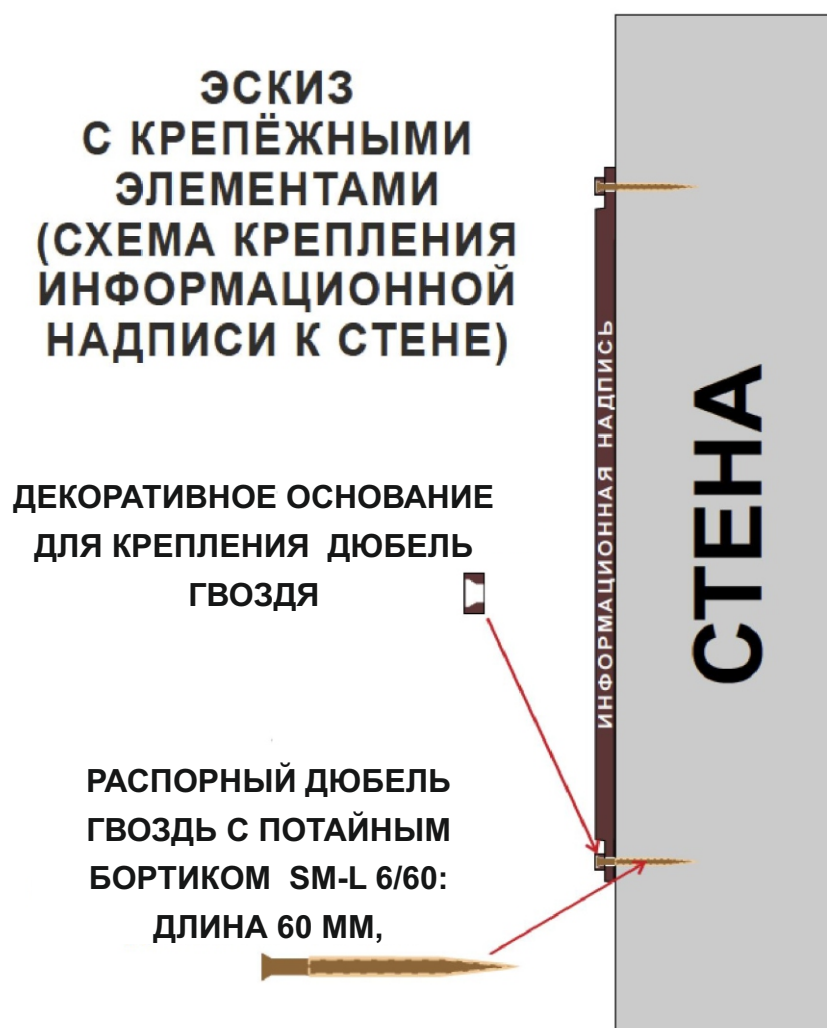 ЭСКИЗ
С КРЕПЁЖНЫМИ
ЭЛЕМЕНТАМИ
(СХЕМА КРЕПЛЕНИЯ
ИНФОРМАЦИОННОЙ
НАДПИСИ К СТЕНЕ)
ДЕКОРАТИВНОЕ ОСНОВАНИЕ
ДЛЯ КРЕПЛЕНИЯ ДЮБЕЛЬ
ГВОЗДЯ
РАСПОРНЫЙ ДЮБЕЛЬ
ГВОЗДЬ С ПОТАЙНЫМ
БОРТИКОМ SM-L 6/60:
ДЛИНА 60 ММ,
ИНФОРМАЦИОННАЯ НАДПИСЬ
СТЕНА